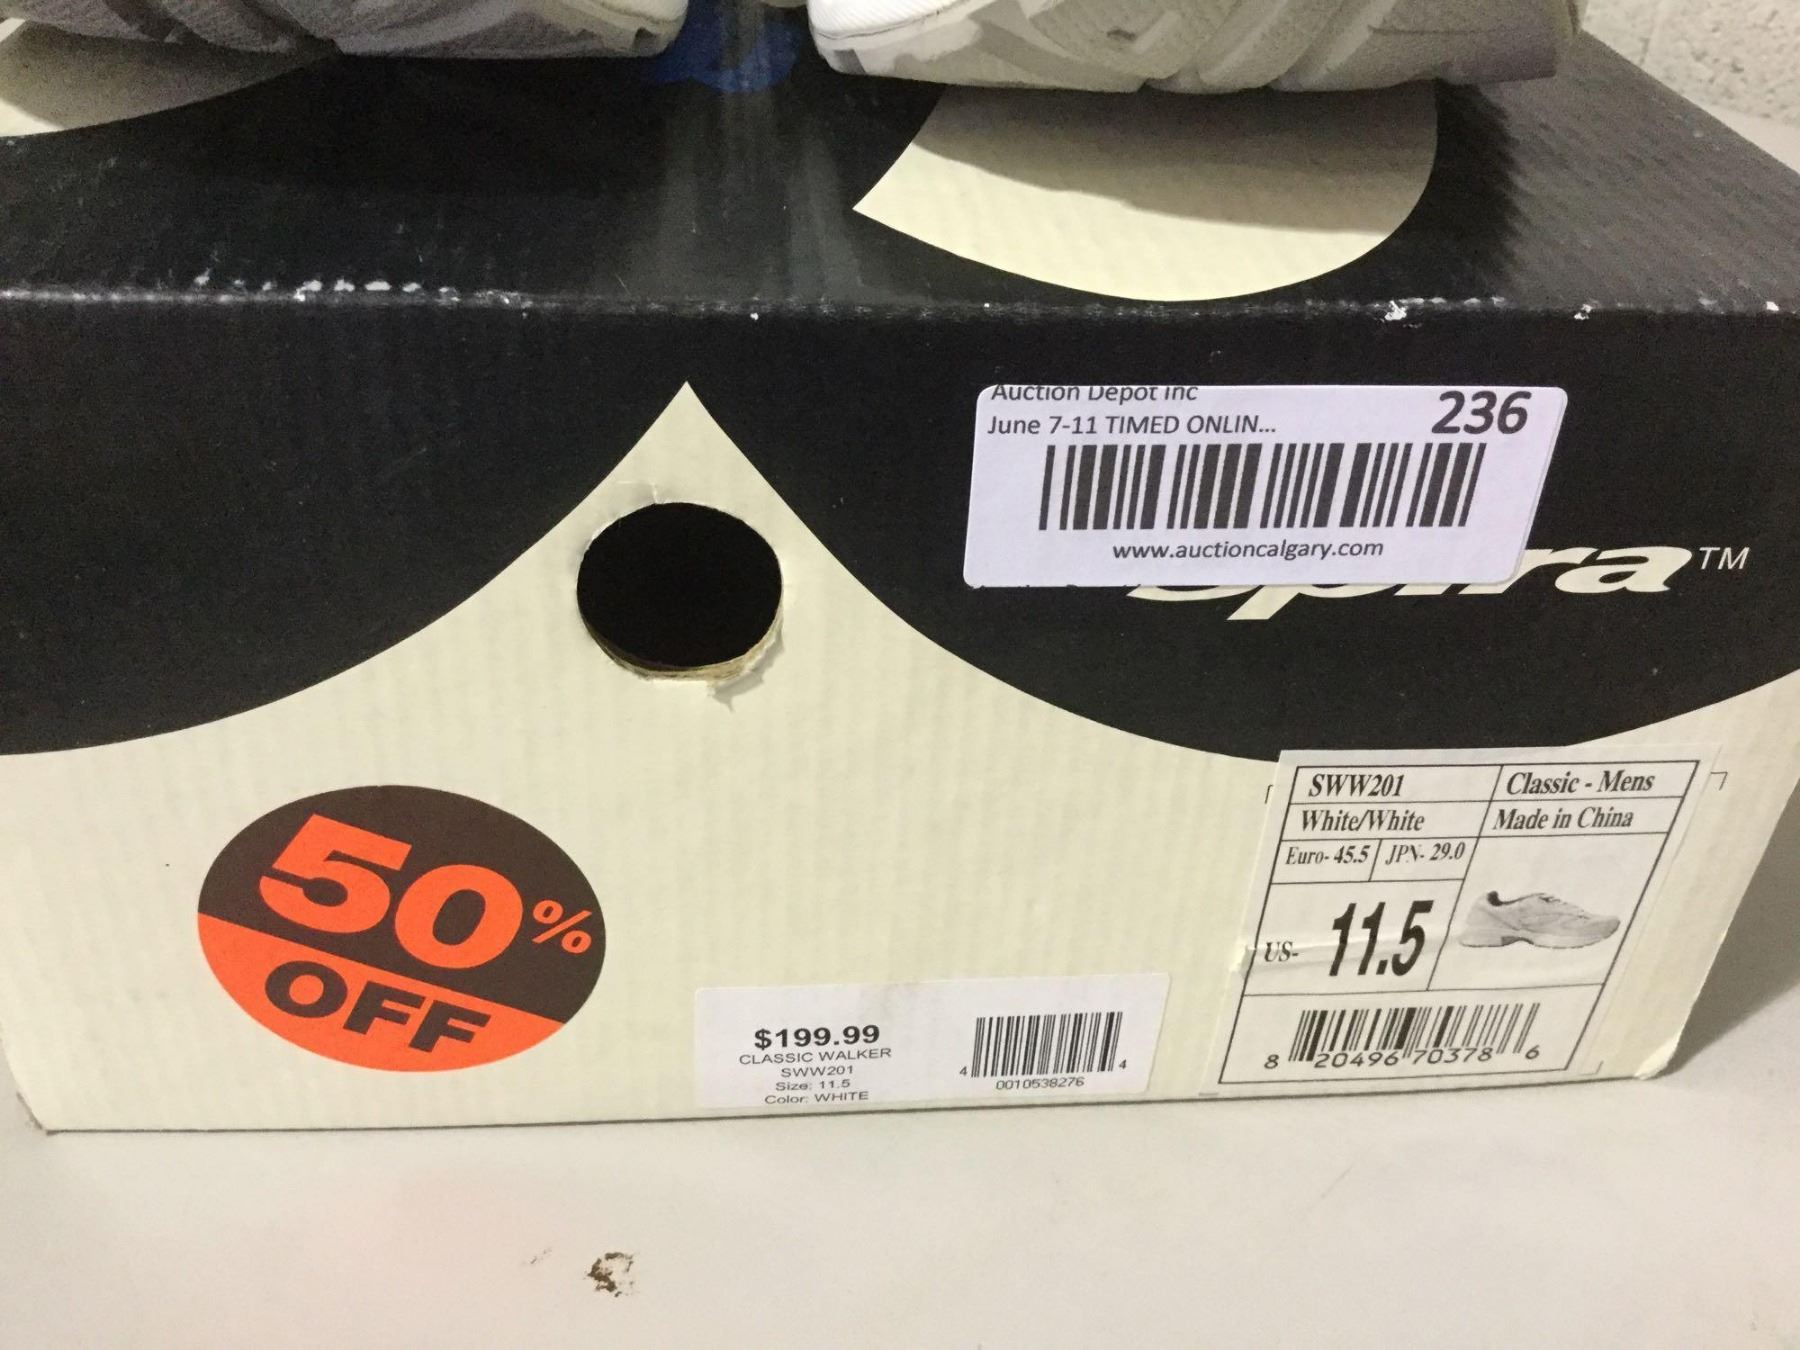 Auction Depot Inc
236
June 7-11 TIMED ONLIN...
www.auctioncalgary.com
spira™
50%
OFF
$199.99
CLASSIC WALKER
SWW201
Size: 11.5
Color: WHITE
4 0010538276 4
SWW201 Classic - Mens
White/White Made in China
Euro- 45.5 JPN- 29.0
US- 11.5
8 20496 70378 6